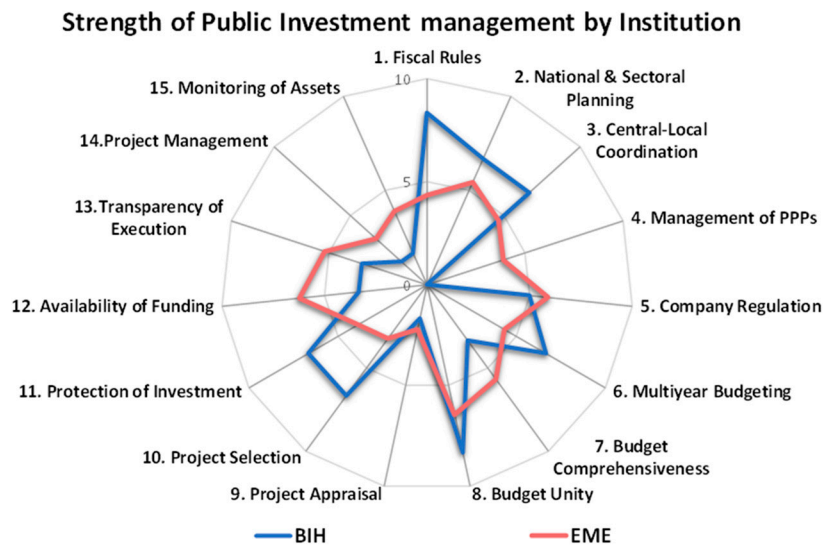 Strength of Public Investment management by Institution
1. Fiscal Rules
10
2. National & Sectoral
Planning
15. Monitoring of Assets
3. Central-Local
Coordination
14.Project Management
5
13.Transparency of
Execution
4. Management of PPPs
0
12. Availability of Funding
5. Company Regulation
11. Protection of Investment
6. Multiyear Budgeting
10. Project Selection
7. Budget
Comprehensiveness
9. Project Appraisal
8. Budget Unity
BIH
EME